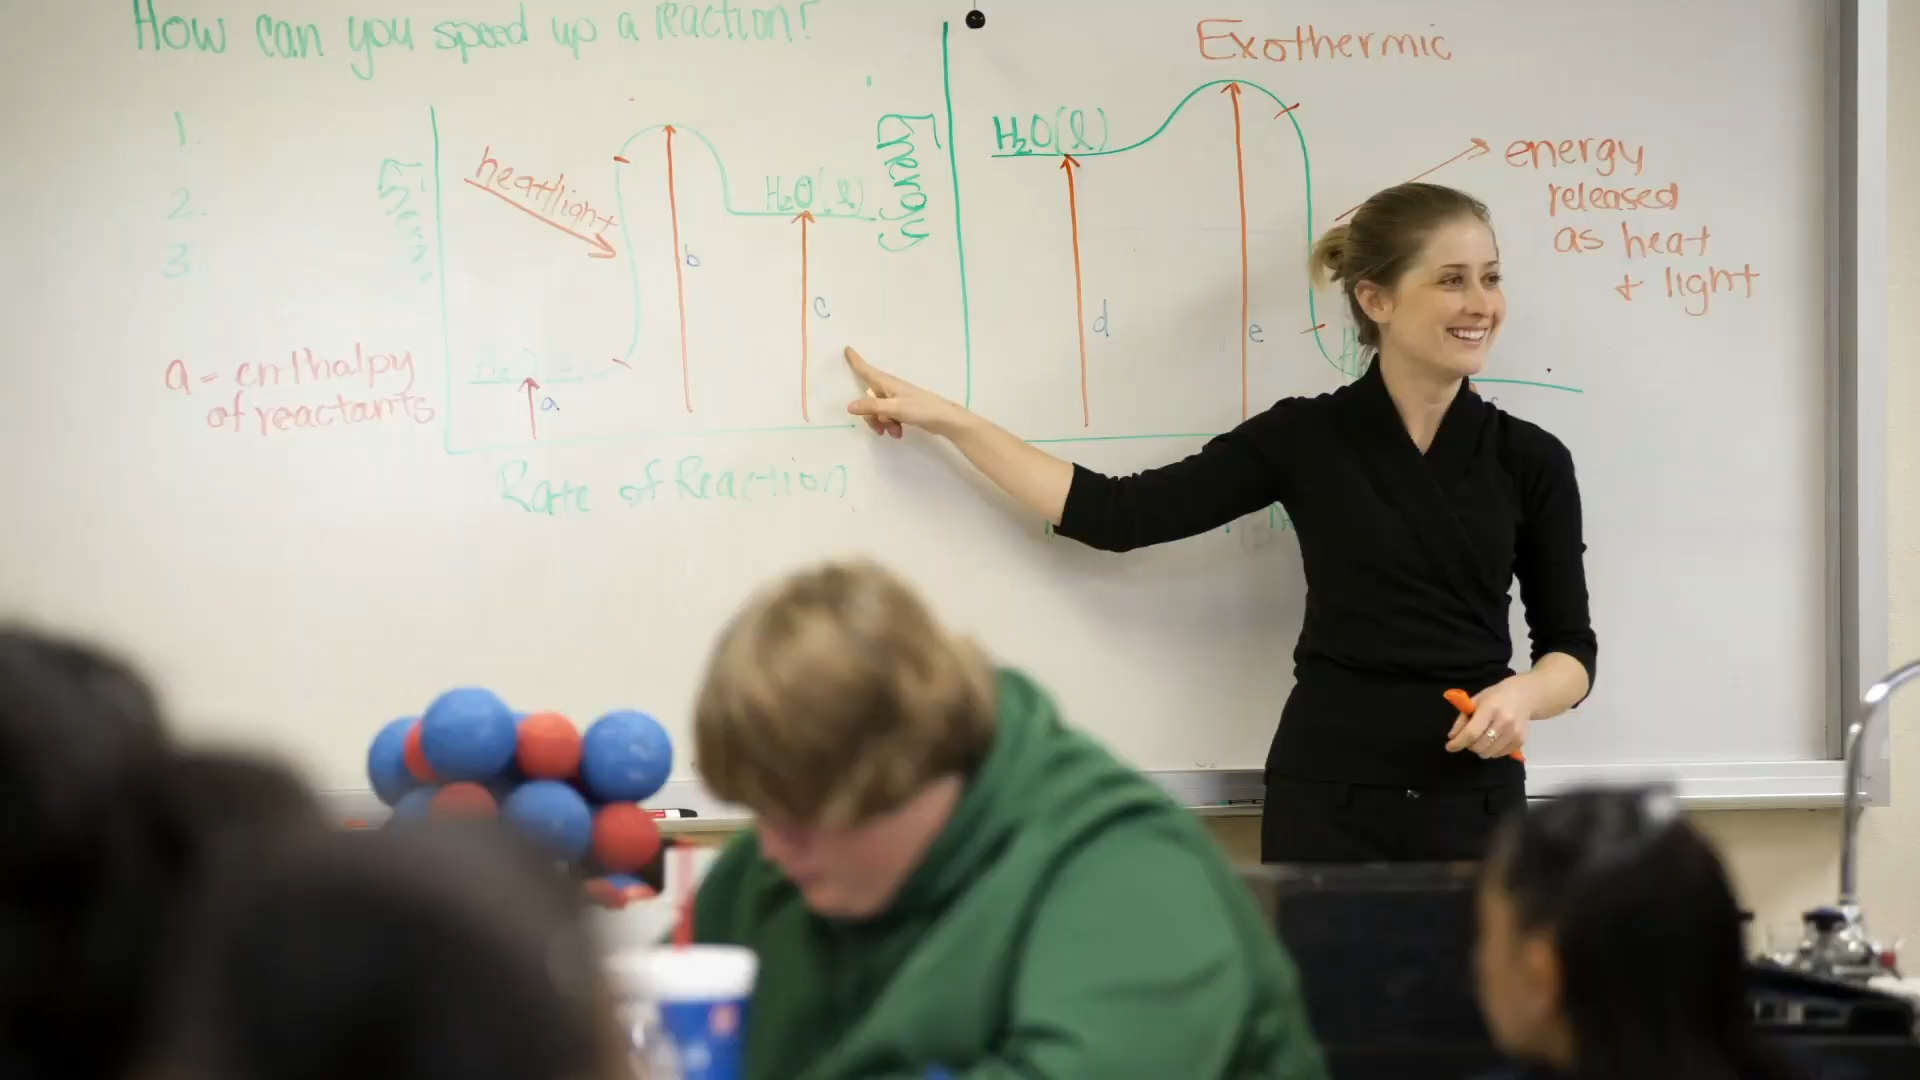 How can you speed up a reaction?
1.
2.
3.
Energy
heat/light
H₂O(l)
b
c
a
a - enthalpy
of reactants
Rate of Reaction
Exothermic
Energy
H₂O(l)
d
e
energy
released
as heat
+ light